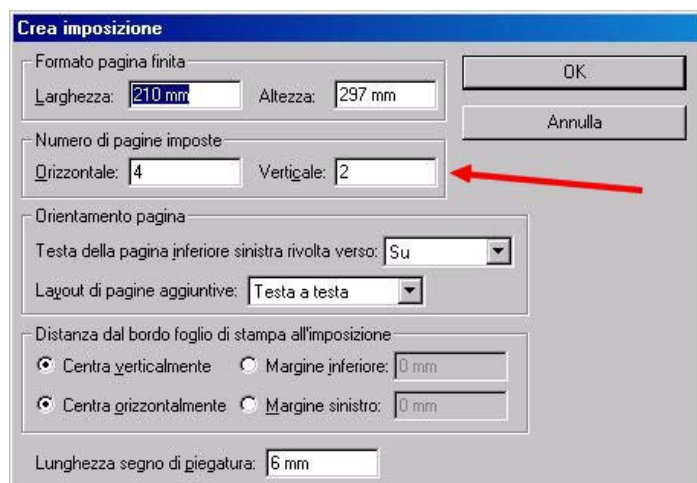 Crea imposizione
Formato pagina finita
Larghezza: 210 mm Altezza: 297 mm
OK
Annulla
Numero di pagine imposte
Orizzontale: 4 Verticale: 2
Orientamento pagina
Testa della pagina inferiore sinistra rivolta verso: Su
Layout di pagine aggiuntive: Testa a testa
Distanza dal bordo foglio di stampa all'imposizione
Centra verticalmente Margine inferiore: 0 mm
Centra orizzontalmente Margine sinistro: 0 mm
Lunghezza segno di piegatura: 6 mm